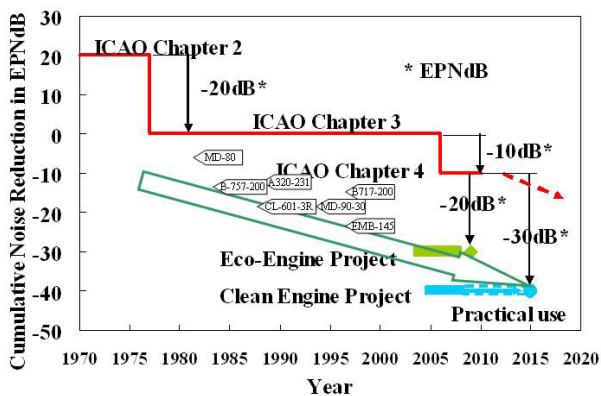 Cumulative Noise Reduction in EPNdB
30
20
10
0
-10
-20
-30
-40
-50
ICAO Chapter 2
-20dB*
* EPNdB
ICAO Chapter 3
-10dB*
MD-80
ICAO Chapter 4
B-757-200
A320-231
B717-200
CL-601-3R
MD-90-30
-20dB*
EMB-145
-30dB*
Eco-Engine Project
Clean Engine Project
Practical use
1970 1975 1980 1985 1990 1995 2000 2005 2010 2015 2020
Year